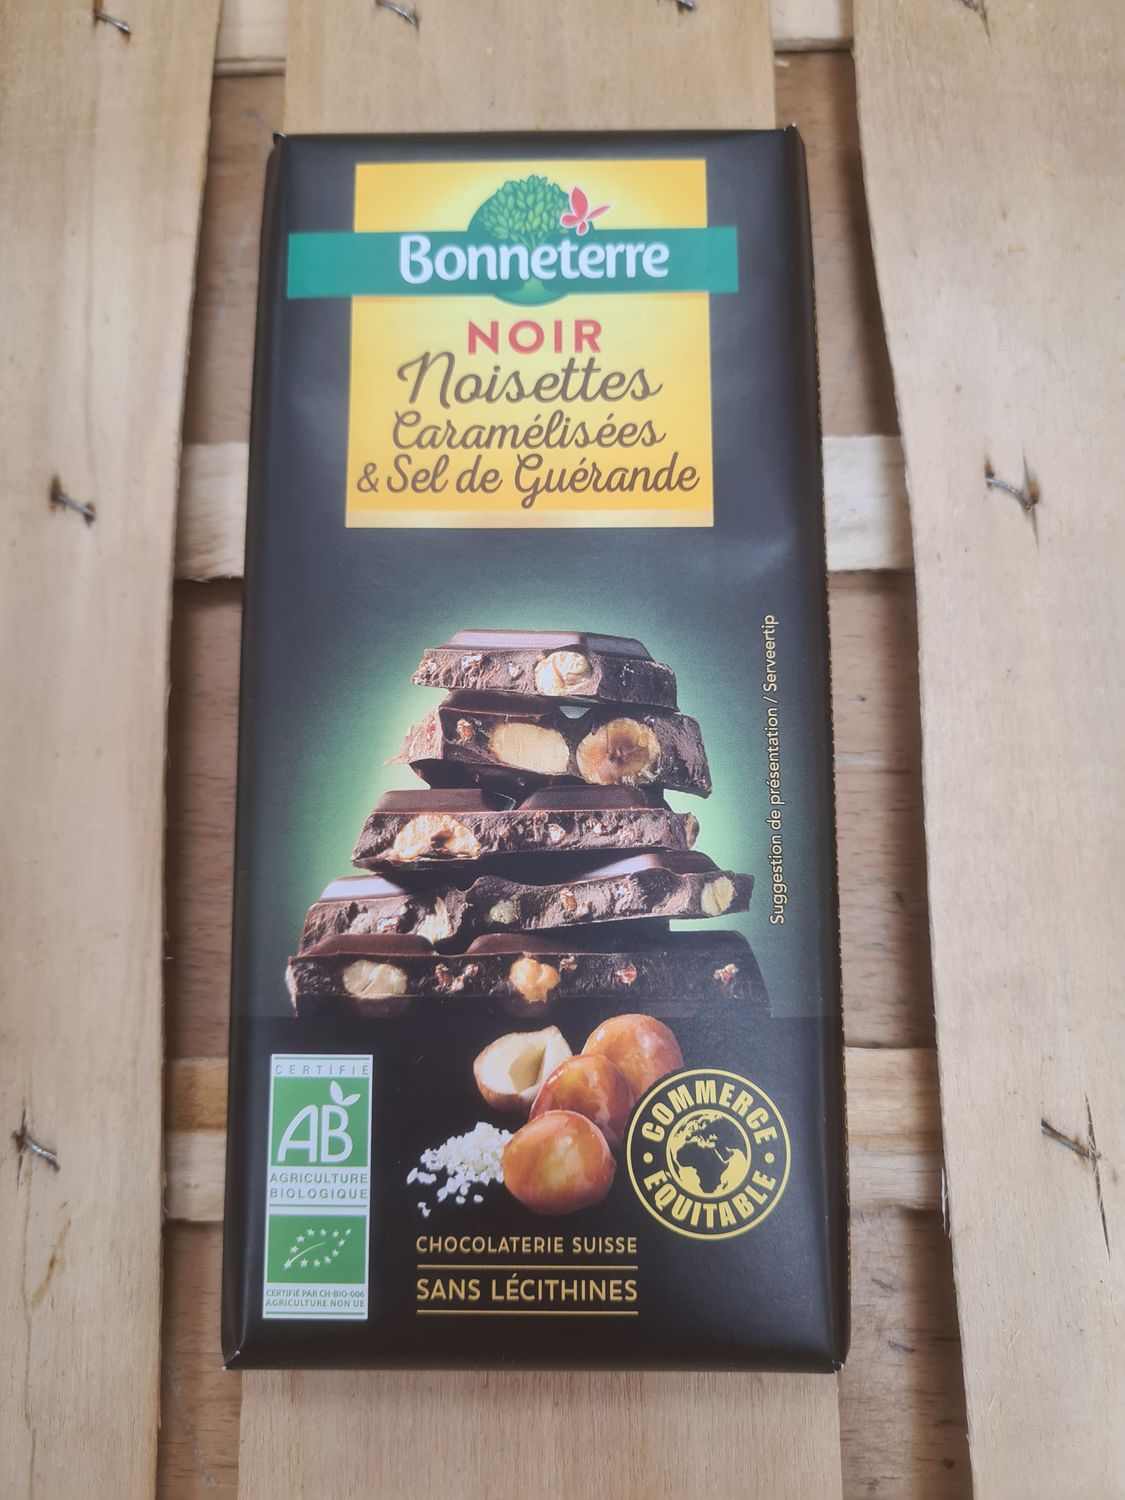 Bonneterre
NOIR
Noisettes
Caramélisées
& Sel de Guérande
Suggestion de présentation / Serveertip
CERTIFIÉ
AB
AGRICULTURE
BIOLOGIQUE
CERTIFIÉ PAR CH-BIO-006
AGRICULTURE NON UE
COMMERCE
ÉQUITABLE
CHOCOLATERIE SUISSE
SANS LÉCITHINES